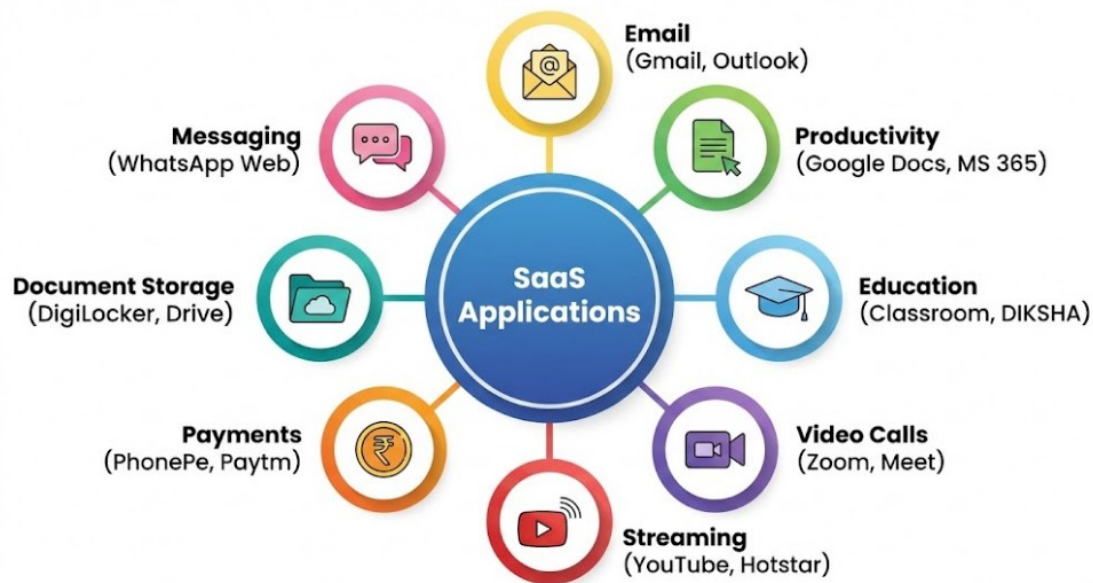 SaaS
Applications
Email
(Gmail, Outlook)
Productivity
(Google Docs, MS 365)
Education
(Classroom, DIKSHA)
Video Calls
(Zoom, Meet)
Streaming
(YouTube, Hotstar)
Payments
(PhonePe, Paytm)
₹
Document Storage
(DigiLocker, Drive)
Messaging
(WhatsApp Web)
@